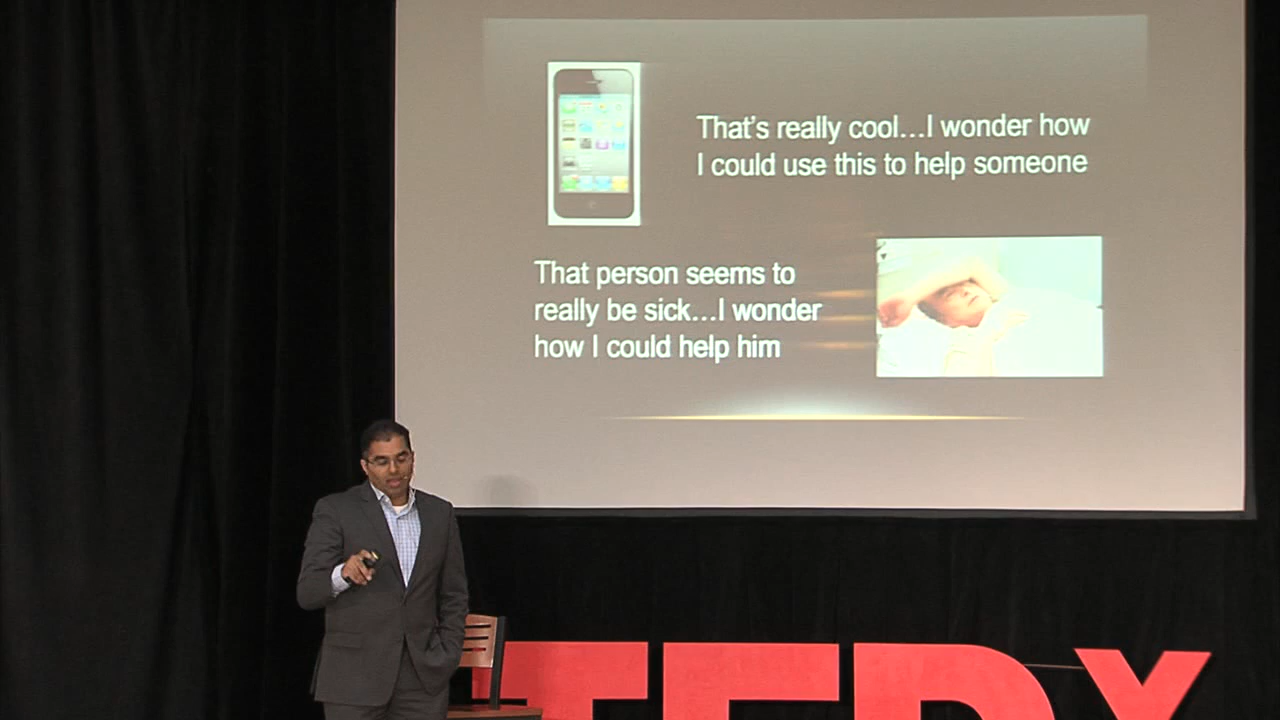 That's really cool...I wonder how
I could use this to help someone
That person seems to
really be sick...I wonder
how I could help him
TEDx